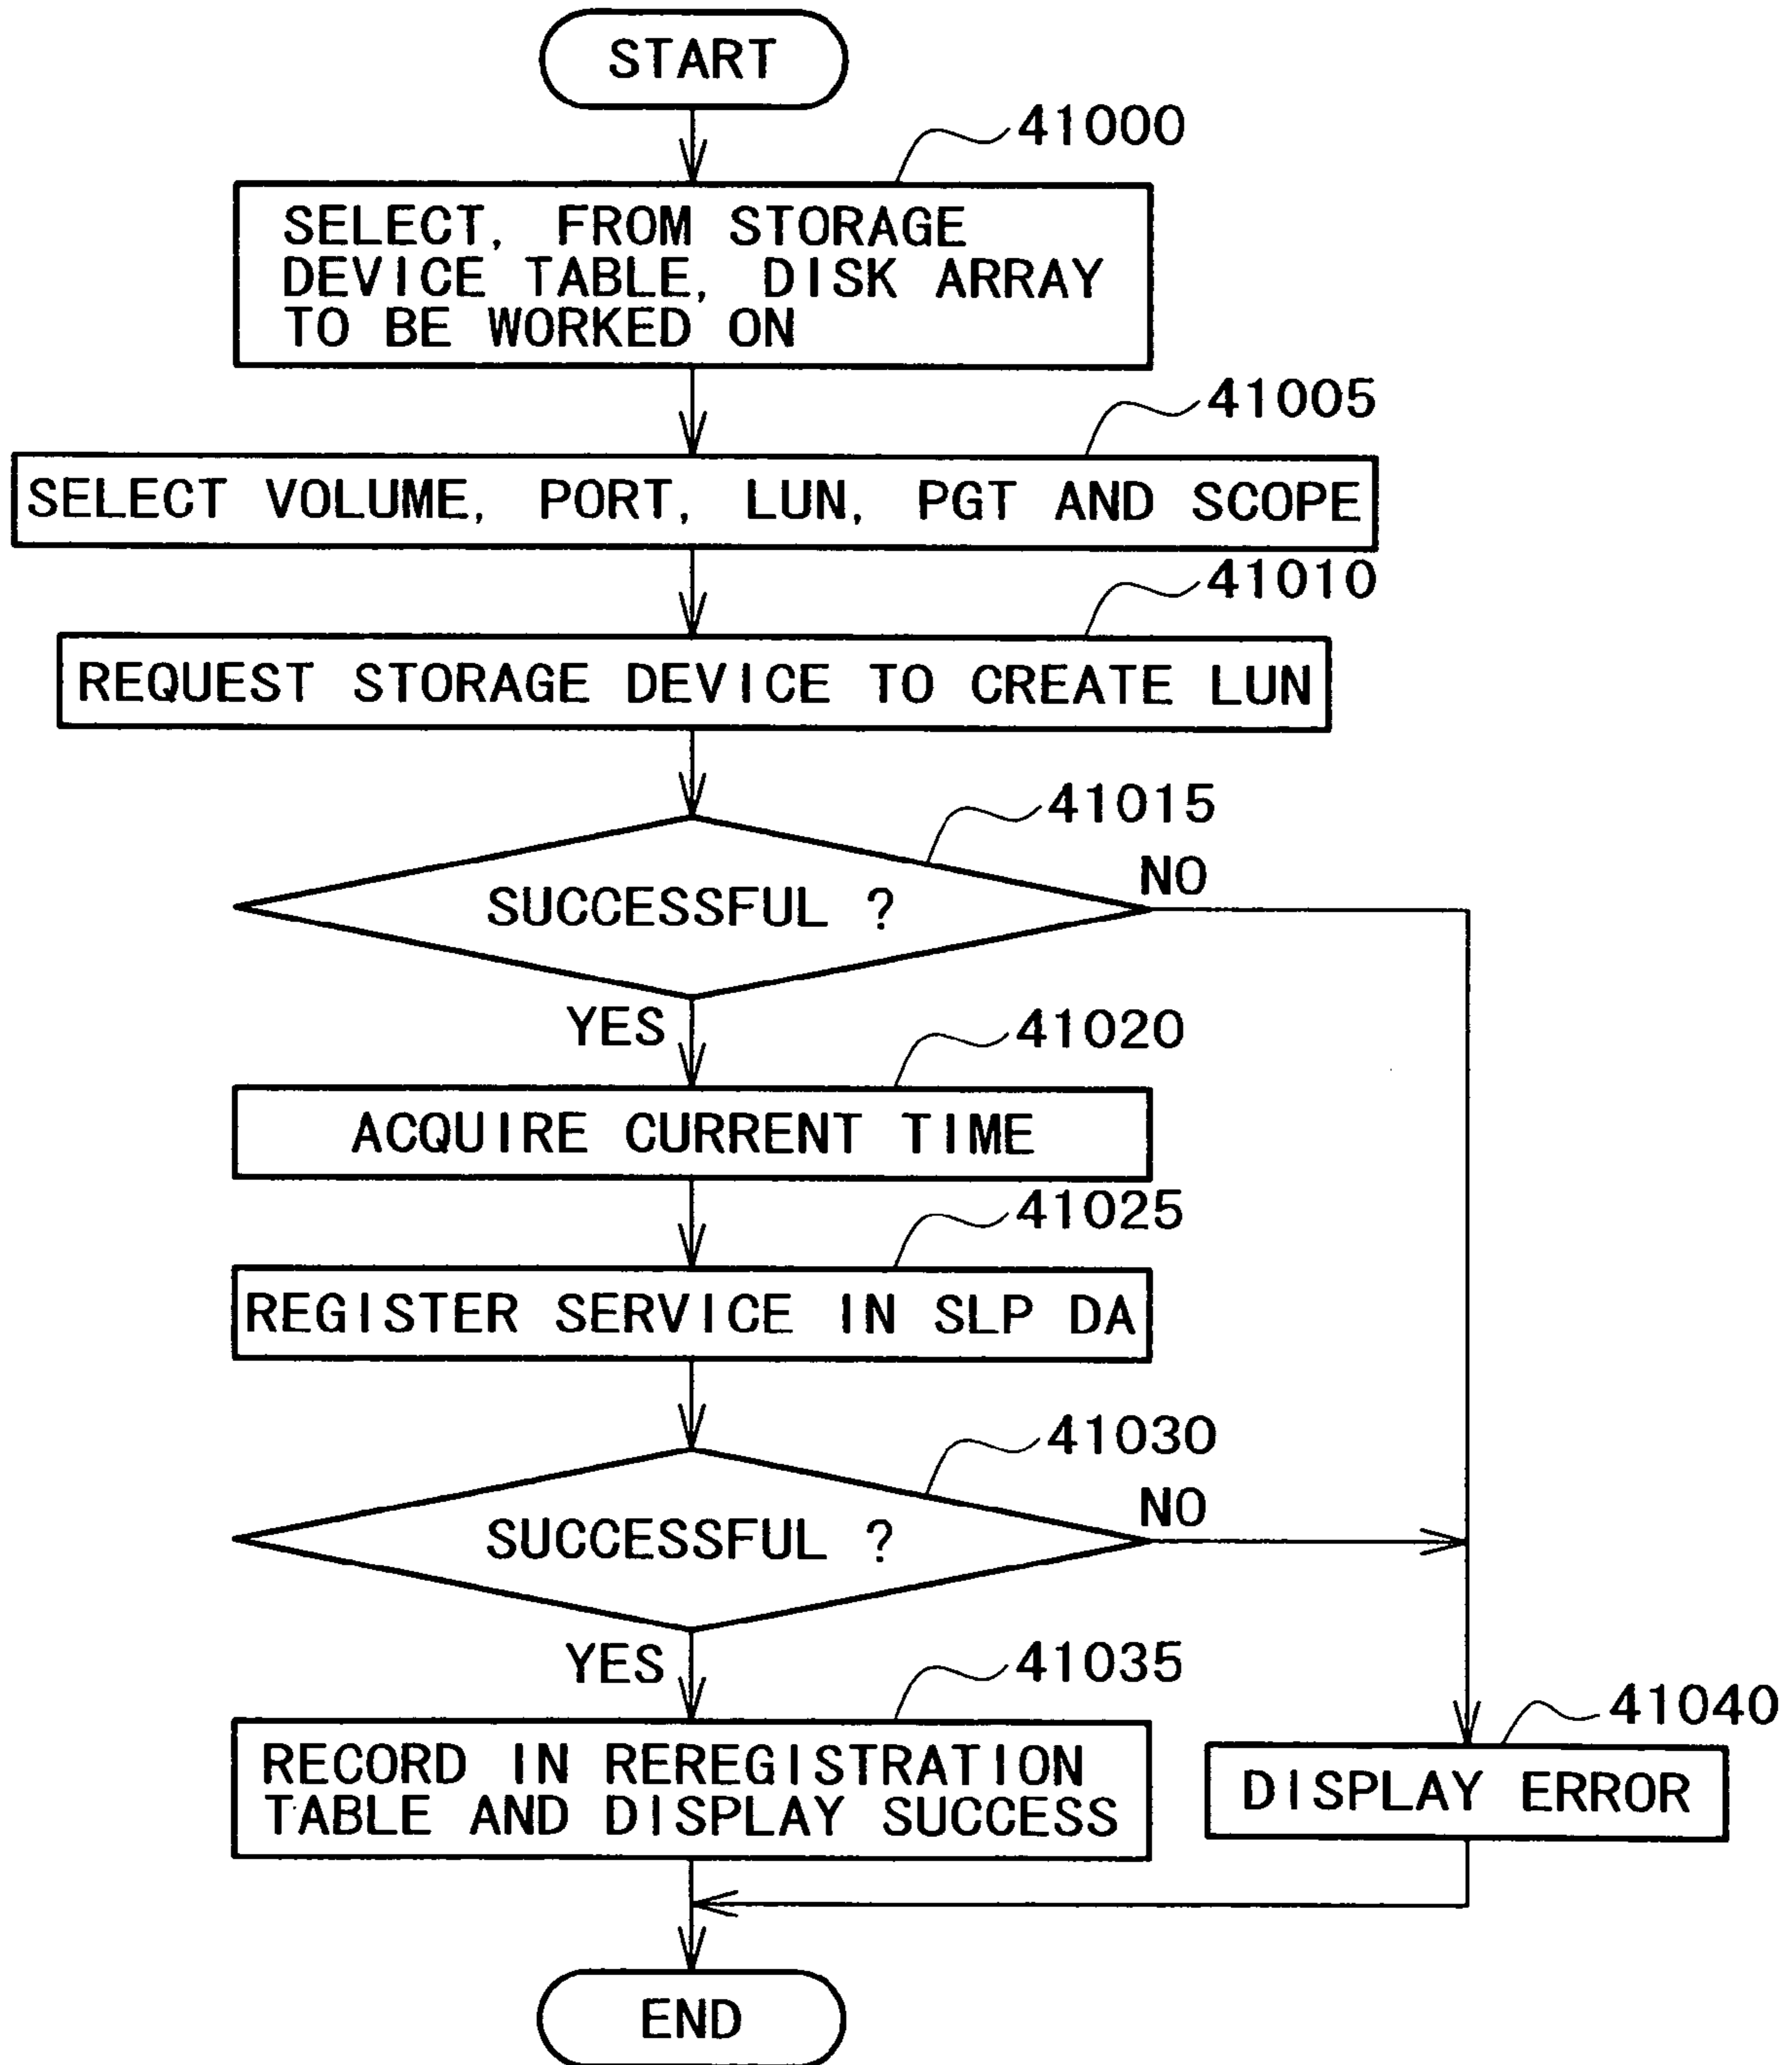 START
41000
SELECT, FROM STORAGE
DEVICE TABLE, DISK ARRAY
TO BE WORKED ON
41005
SELECT VOLUME, PORT, LUN, PGT AND SCOPE
41010
REQUEST STORAGE DEVICE TO CREATE LUN
41015
SUCCESSFUL ?
NO
YES
41020
ACQUIRE CURRENT TIME
41025
REGISTER SERVICE IN SLP DA
41030
SUCCESSFUL ?
NO
YES
41035
RECORD IN REREGISTRATION
TABLE AND DISPLAY SUCCESS
41040
DISPLAY ERROR
END